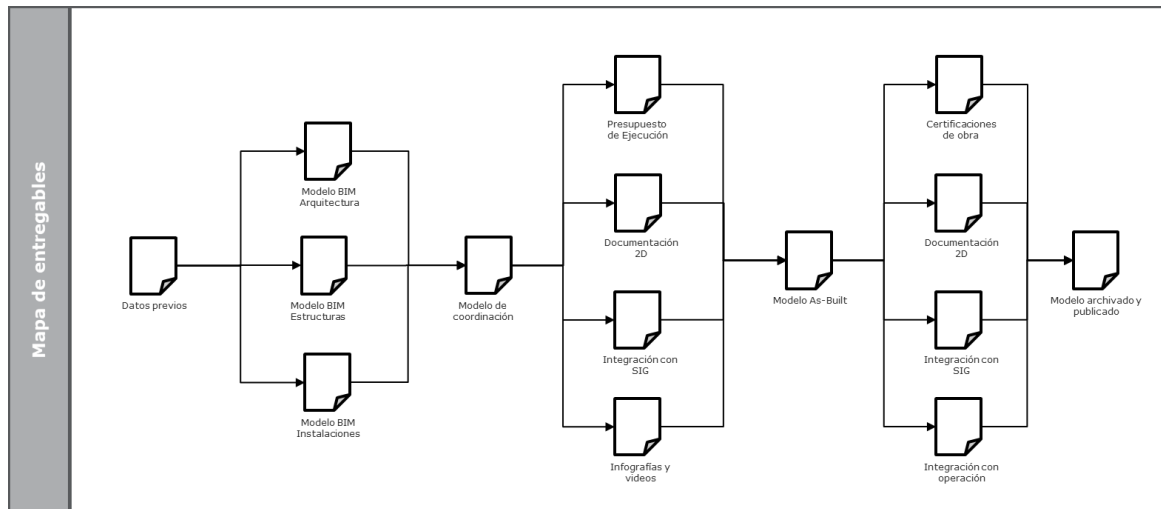 Mapa de entregables
Datos previos
Modelo BIM
Arquitectura
Modelo BIM
Estructuras
Modelo BIM
Instalaciones
Modelo de
coordinación
Presupuesto
de Ejecución
Documentación
2D
Integración con
SIG
Infografías y
videos
Modelo As-Built
Certificaciones
de obra
Documentación
2D
Integración con
SIG
Integración con
operación
Modelo archivado y
publicado